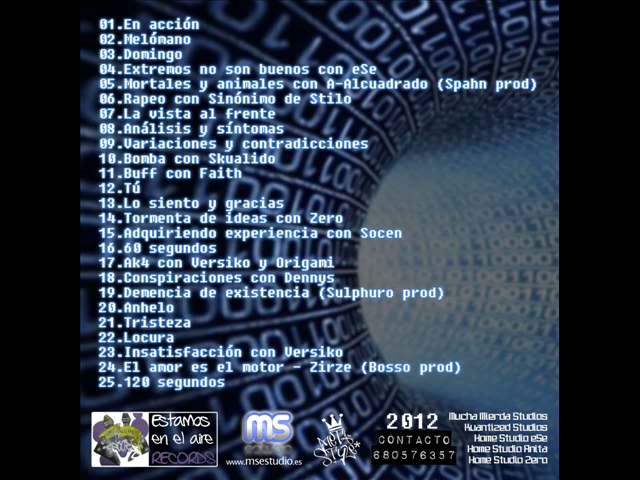 01.En acción
02.Melómano
03.Domingo
04.Extremos no son buenos con eSe
05.Mortales y animales con A-Alcuadrado (Spahn prod)
06.Rapeo con Sinónimo de Stilo
07.La vista al frente
08.Análisis y síntomas
09.Variaciones y contradicciones
10.Bomba con Skualido
11.Buff con Faith
12.Tú
13.Lo siento y gracias
14.Tormenta de ideas con Zero
15.Adquiriendo experiencia con Socen
16.60 segundos
17.Ak4 con Versiko y Origami
18.Conspiraciones con Dennys
19.Demencia de existencia (Sulphuro prod)
20.Anhelo
21.Tristeza
22.Locura
23.Insatisfacción con Versiko
24.El amor es el motor - Zirze (Bosso prod)
25.120 segundos
EStAMOS
en el aire
RECORDS
MS
www.msestudio.es
2012
CONTACTO
680576357
Mucha Mierda Studios
Kuantized Studios
Home Studio eSe
Home Studio Anita
Home Studio Zero